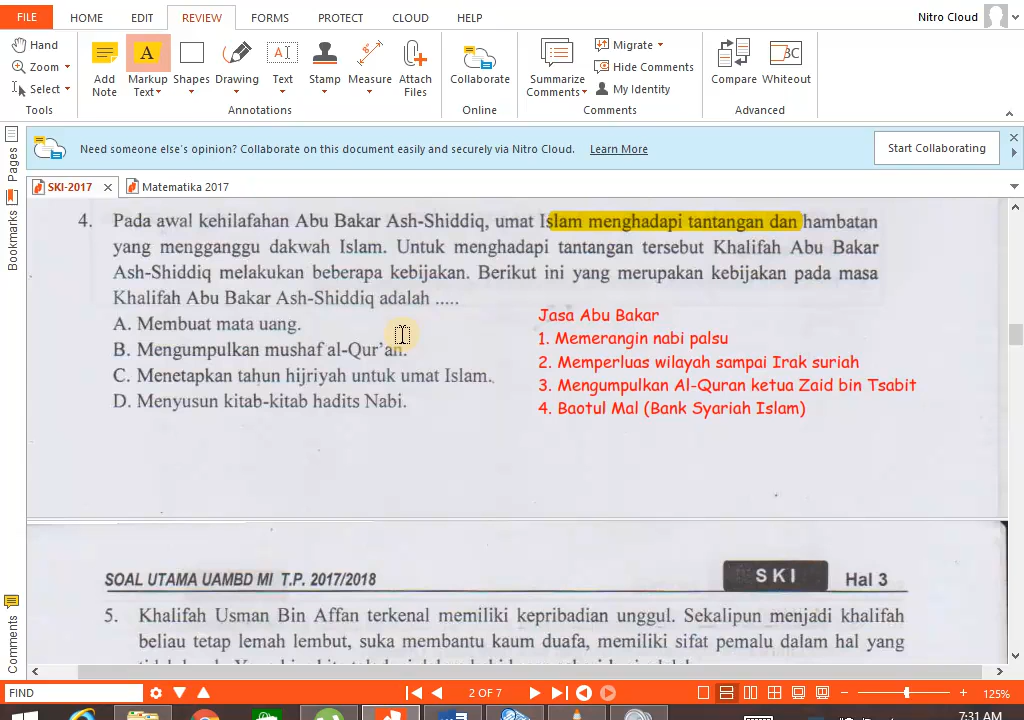 FILE HOME EDIT REVIEW FORMS PROTECT CLOUD HELP Nitro Cloud
Hand
Zoom
Select
Tools
Add Note
Markup Text
Shapes
Drawing
Text
Stamp
Measure
Attach Files
Annotations
Collaborate
Online
Summarize Comments
Migrate
Hide Comments
My Identity
Comments
Compare
Whiteout
Advanced
Need someone else's opinion? Collaborate on this document easily and securely via Nitro Cloud. Learn More
Start Collaborating
Pages
Bookmarks
Comments
SKI-2017
Matematika 2017
4. Pada awal kehilafahan Abu Bakar Ash-Shiddiq, umat Islam menghadapi tantangan dan hambatan
yang mengganggu dakwah Islam. Untuk menghadapi tantangan tersebut Khalifah Abu Bakar
Ash-Shiddiq melakukan beberapa kebijakan. Berikut ini yang merupakan kebijakan pada masa
Khalifah Abu Bakar Ash-Shiddiq adalah .....
A. Membuat mata uang.
B. Mengumpulkan mushaf al-Qur'an.
C. Menetapkan tahun hijriyah untuk umat Islam.
D. Menyusun kitab-kitab hadits Nabi.
Jasa Abu Bakar
1. Memerangin nabi palsu
2. Memperluas wilayah sampai Irak suriah
3. Mengumpulkan Al-Quran ketua Zaid bin Tsabit
4. Baotul Mal (Bank Syariah Islam)
SOAL UTAMA UAMBD MI T.P. 2017/2018
SKI
Hal 3
5. Khalifah Usman Bin Affan terkenal memiliki kepribadian unggul. Sekalipun menjadi khalifah
beliau tetap lemah lembut, suka membantu kaum duafa, memiliki sifat pemalu dalam hal yang
FIND
2 OF 7
125%
7:31 AM